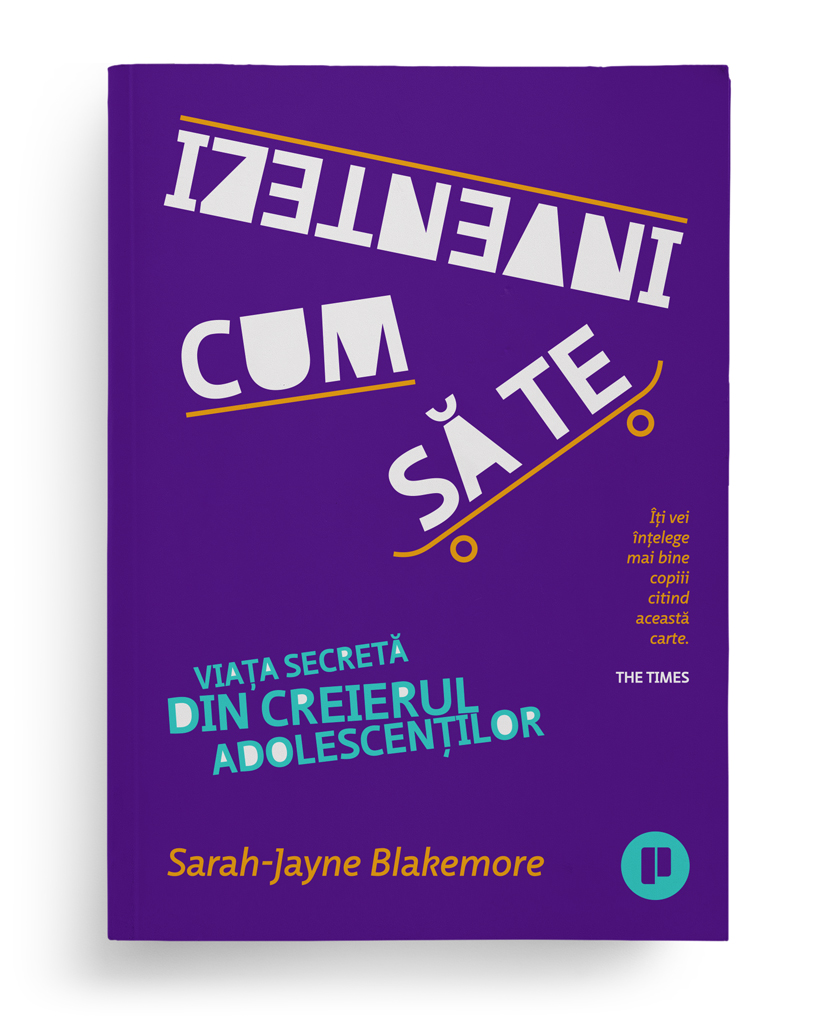 CUM
SĂ TE
INVENTEZI
Îți vei
înțelege
mai bine
copiii
citind
această
carte.
THE TIMES
VIAȚA SECRETĂ
DIN CREIERUL
ADOLESCENȚILOR
Sarah-Jayne Blakemore
P